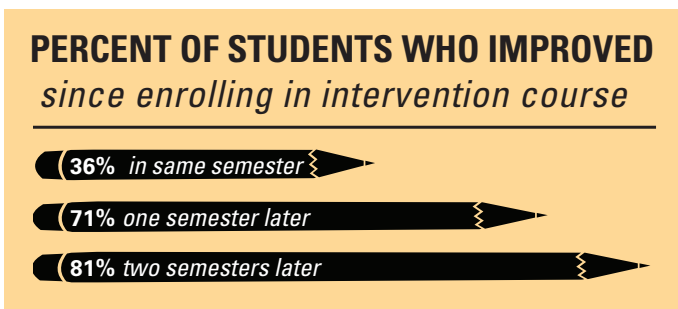 PERCENT OF STUDENTS WHO IMPROVED
since enrolling in intervention course
36% in same semester
71% one semester later
81% two semesters later